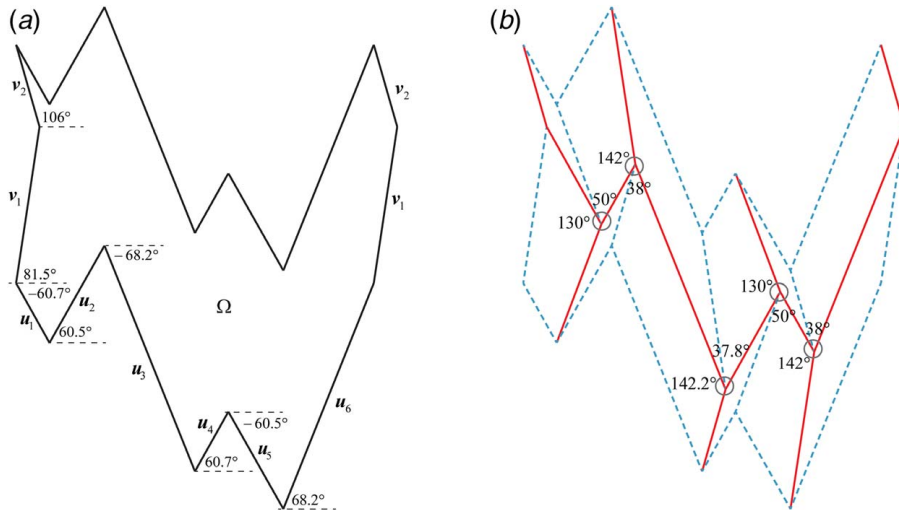 (a)
v₂
106°
v₁
81.5°
−60.7°
u₁
u₂
60.5°
−68.2°
u₃
Ω
u₄
60.7°
−60.5°
u₅
68.2°
u₆
v₁
v₂
(b)
142°
38°
50°
130°
130°
50°
38°
142°
37.8°
142.2°